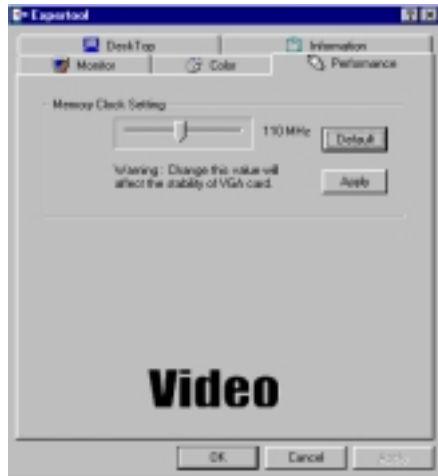 Expertool
DeskTop
Information
Monitor
Color
Performance
Memory Clock Setting
110 MHz
Default
Warning : Change this value will
affect the stability of VGA card.
Apply
Video
OK
Cancel
Apply